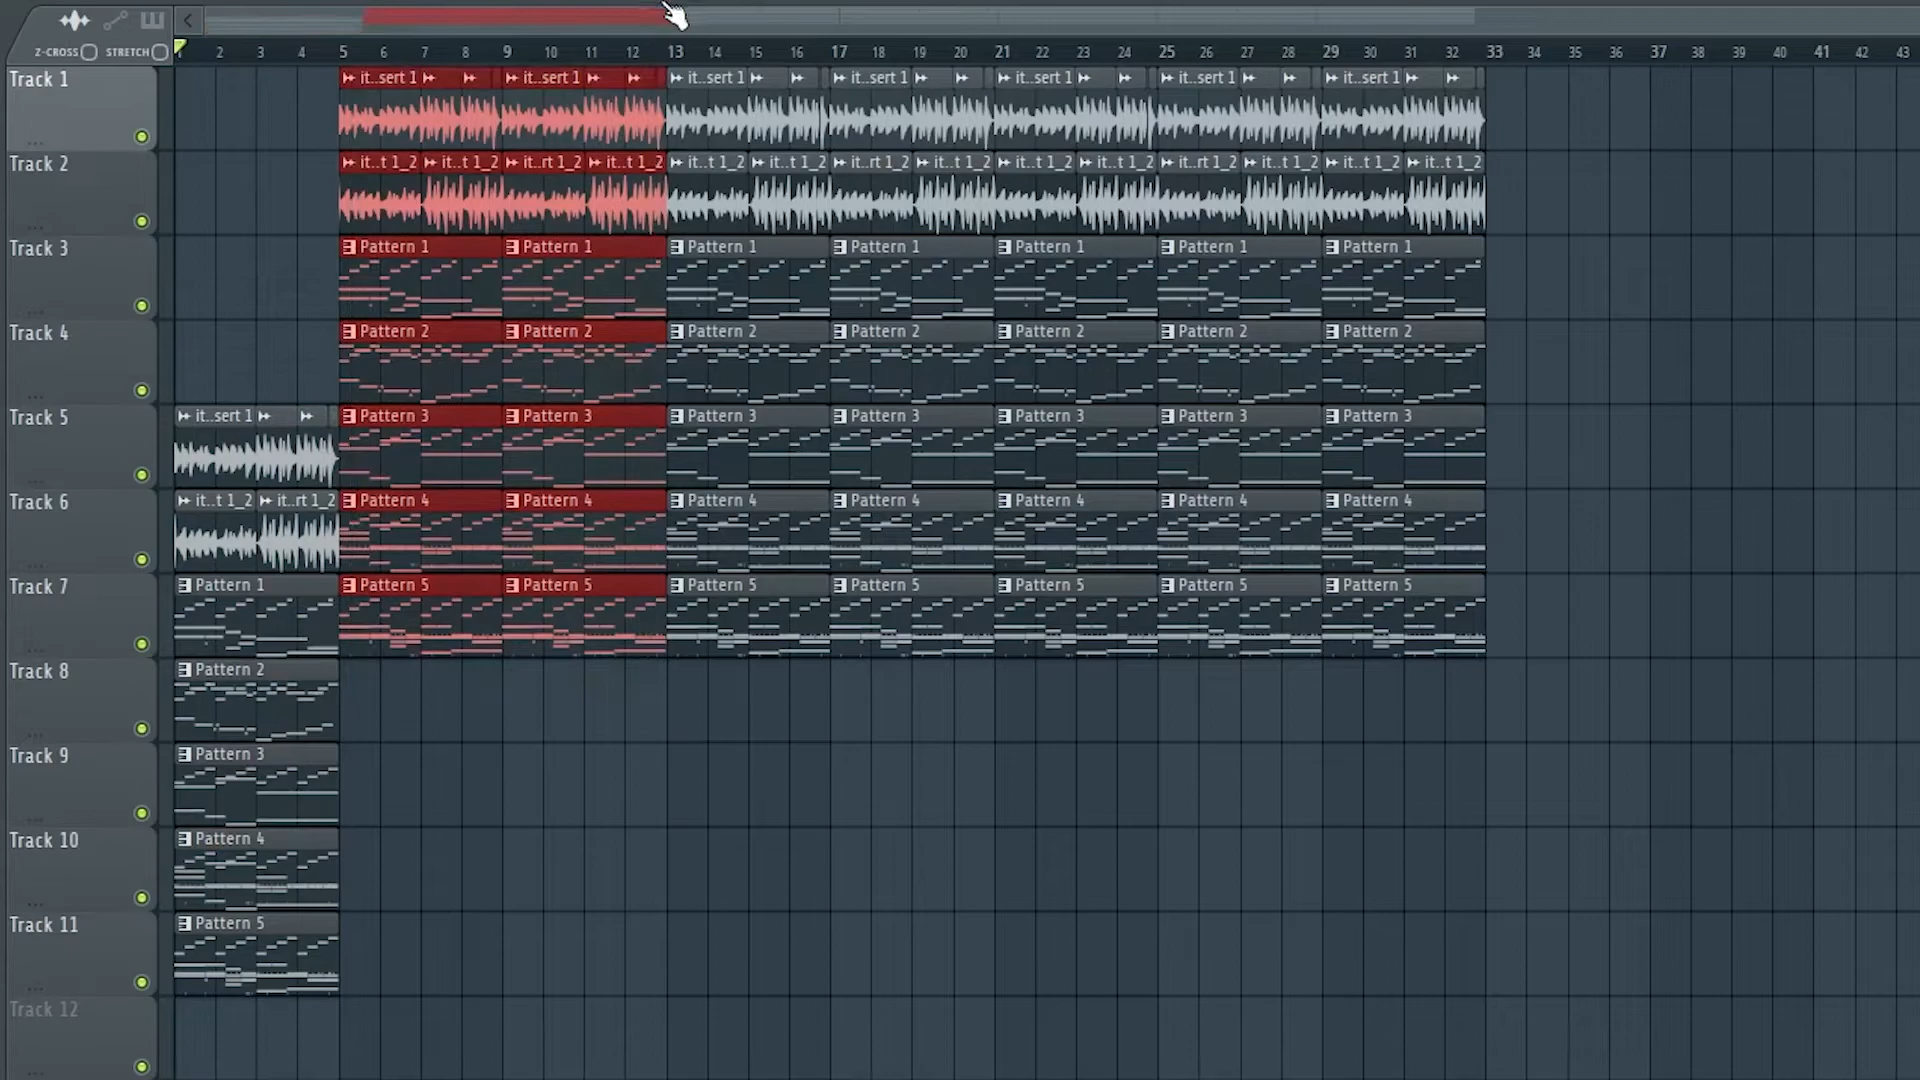 Z-CROSS STRETCH
2 3 4 5 6 7 8 9 10 11 12 13 14 15 16 17 18 19 20 21 22 23 24 25 26 27 28 29 30 31 32 33 34 35 36 37 38 39 40 41 42 43
Track 1 it..sert 1 it..sert 1 it..sert 1 it..sert 1 it..sert 1 it..sert 1 it..sert 1
Track 2 it..t 1_2 it..t 1_2 it..rt 1_2 it..t 1_2 it..t 1_2 it..t 1_2 it..rt 1_2 it..t 1_2 it..t 1_2 it..t 1_2 it..rt 1_2 it..t 1_2 it..t 1_2 it..t 1_2
Track 3 Pattern 1 Pattern 1 Pattern 1 Pattern 1 Pattern 1 Pattern 1 Pattern 1
Track 4 Pattern 2 Pattern 2 Pattern 2 Pattern 2 Pattern 2 Pattern 2 Pattern 2
Track 5 it..sert 1 Pattern 3 Pattern 3 Pattern 3 Pattern 3 Pattern 3 Pattern 3 Pattern 3
Track 6 it..t 1_2 it..rt 1_2 Pattern 4 Pattern 4 Pattern 4 Pattern 4 Pattern 4 Pattern 4 Pattern 4
Track 7 Pattern 1 Pattern 5 Pattern 5 Pattern 5 Pattern 5 Pattern 5 Pattern 5 Pattern 5
Track 8 Pattern 2
Track 9 Pattern 3
Track 10 Pattern 4
Track 11 Pattern 5
Track 12